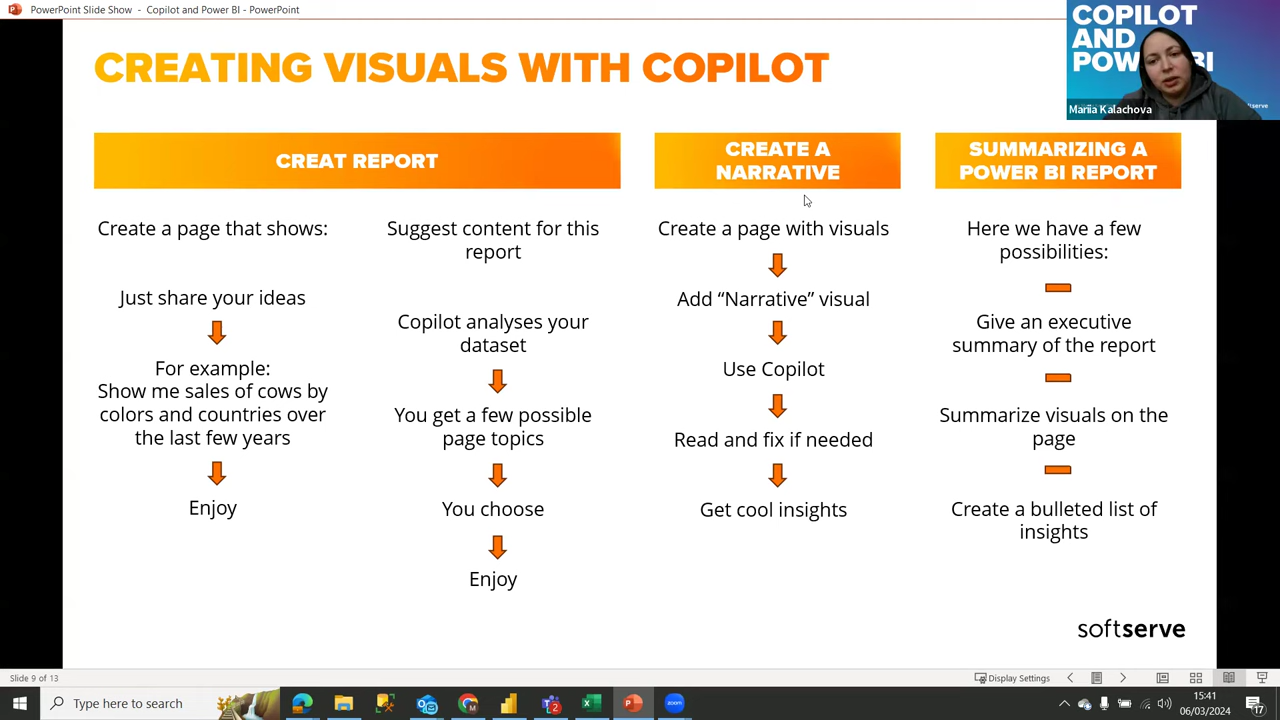 PowerPoint Slide Show - Copilot and Power BI - PowerPoint
COPILOT
AND
POW BI
softserve
Mariia Kalachova
CREATING VISUALS WITH COPILOT
CREAT REPORT
Create a page that shows:
Just share your ideas
For example:
Show me sales of cows by
colors and countries over
the last few years
Enjoy
Suggest content for this
report
Copilot analyses your
dataset
You get a few possible
page topics
You choose
Enjoy
CREATE A
NARRATIVE
Create a page with visuals
Add “Narrative” visual
Use Copilot
Read and fix if needed
Get cool insights
SUMMARIZING A
POWER BI REPORT
Here we have a few
possibilities:
Give an executive
summary of the report
Summarize visuals on the
page
Create a bulleted list of
insights
softserve
Slide 9 of 13
Display Settings
Type here to search
zoom
15:41
06/03/2024
17